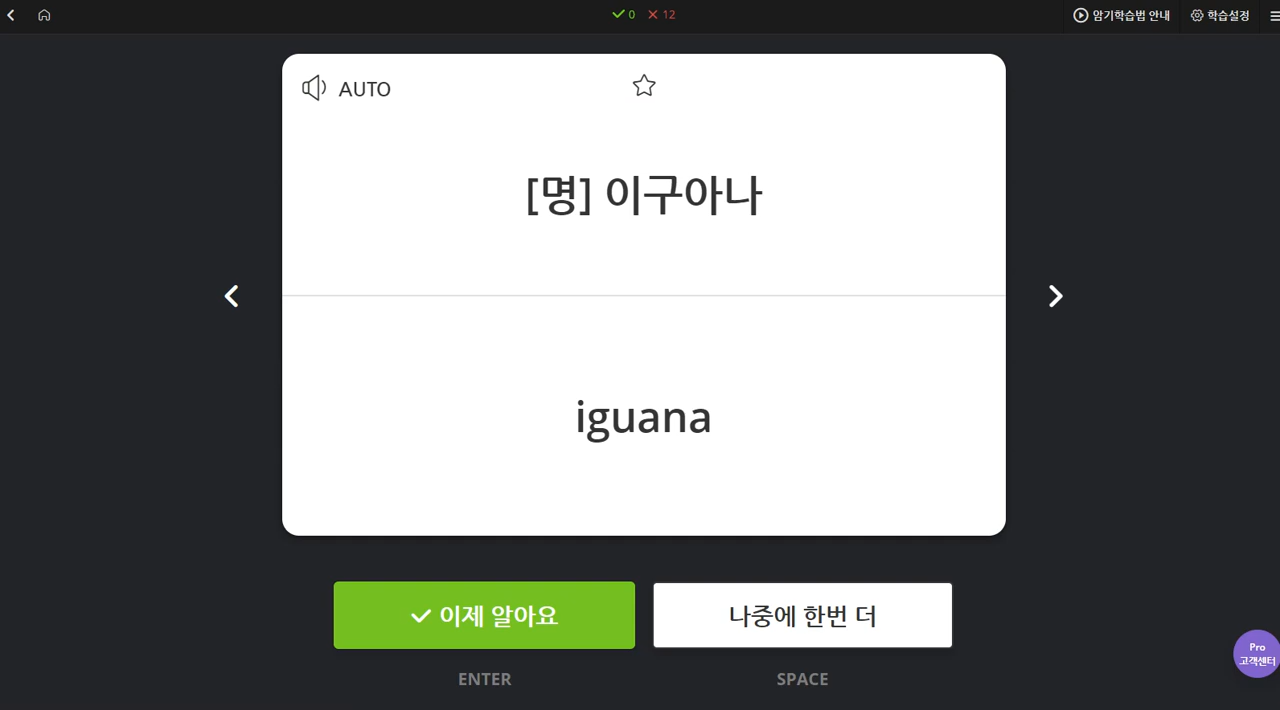 0 12 암기학습법 안내 학습설정
AUTO
[명] 이구아나
iguana
이제 알아요 나중에 한번 더
ENTER SPACE
Pro
고객센터